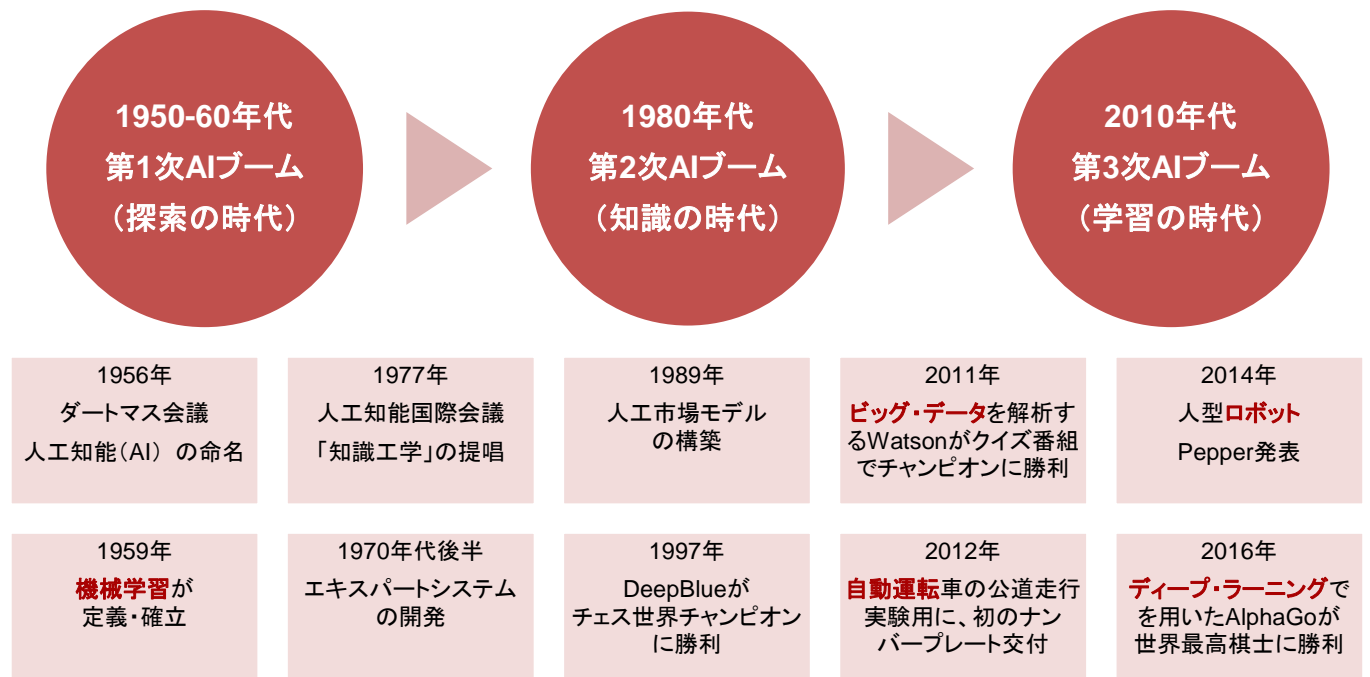 1950-60年代
第1次AIブーム
（探索の時代）
1980年代
第2次AIブーム
（知識の時代）
2010年代
第3次AIブーム
（学習の時代）
1956年
ダートマス会議
人工知能（AI） の命名
1977年
人工知能国際会議
「知識工学」の提唱
1989年
人工市場モデル
の構築
2011年
ビッグ・データを解析す
るWatsonがクイズ番組
でチャンピオンに勝利
2014年
人型ロボット
Pepper発表
1959年
機械学習が
定義・確立
1970年代後半
エキスパートシステム
の開発
1997年
DeepBlueが
チェス世界チャンピオン
に勝利
2012年
自動運転車の公道走行
実験用に、初のナン
バープレート交付
2016年
ディープ・ラーニングで
を用いたAlphaGoが
世界最高棋士に勝利